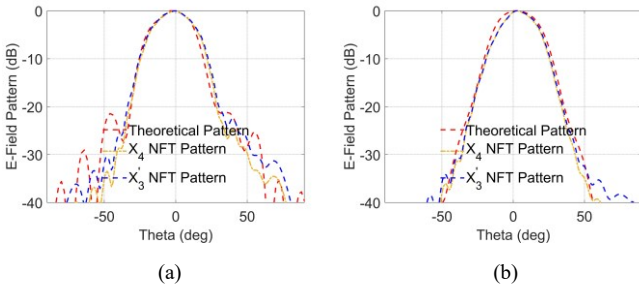 0
-10
-20
-30
-40
E-Field Pattern (dB)
Theoretical Pattern
X4 NFT Pattern
X'3 NFT Pattern
-50
0
50
Theta (deg)
(a)
0
-10
-20
-30
-40
E-Field Pattern (dB)
Theoretical Pattern
X4 NFT Pattern
X'3 NFT Pattern
-50
0
50
Theta (deg)
(b)